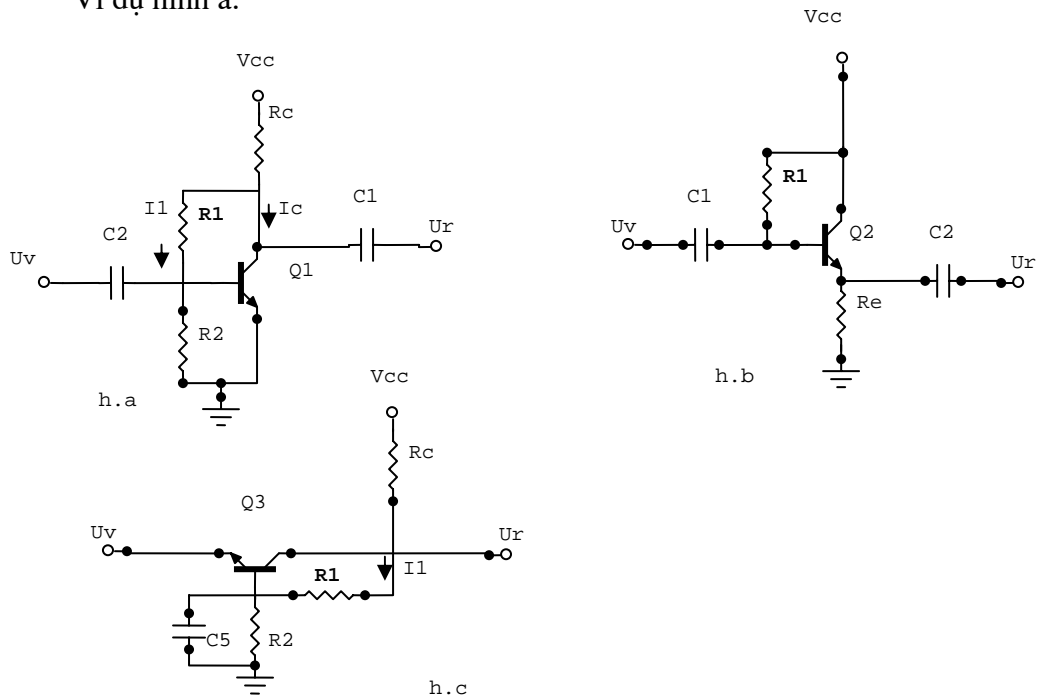 Ví dụ hình a:
Vcc
Rc
I1
R1
Ic
C1
Ur
C2
Uv
Q1
R2
h.a
Vcc
R1
C1
Uv
Q2
C2
Ur
Re
h.b
Vcc
Rc
Q3
Uv
Ur
R1
I1
C5
R2
h.c